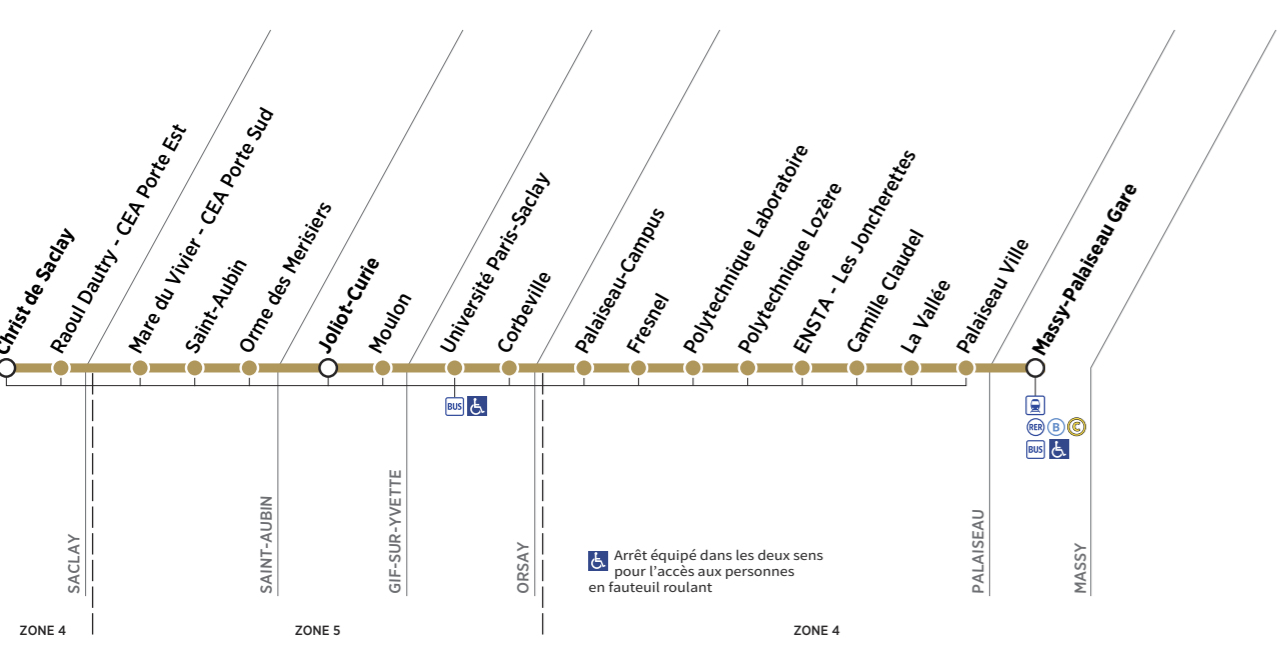 Christ de Saclay
Raoul Dautry - CEA Porte Est
Mare du Vivier - CEA Porte Sud
Saint-Aubin
Orme des Merisiers
Joliot-Curie
Moulon
Université Paris-Saclay
Corbeville
Palaiseau-Campus
Fresnel
Polytechnique Laboratoire
Polytechnique Lozère
ENSTA - Les Joncherettes
Camille Claudel
La Vallée
Palaiseau Ville
Massy-Palaiseau Gare
BUS
RER B C
BUS
SACLAY
SAINT-AUBIN
GIF-SUR-YVETTE
ORSAY
PALAISEAU
MASSY
Arrêt équipé dans les deux sens
pour l'accès aux personnes
en fauteuil roulant
ZONE 4
ZONE 5
ZONE 4